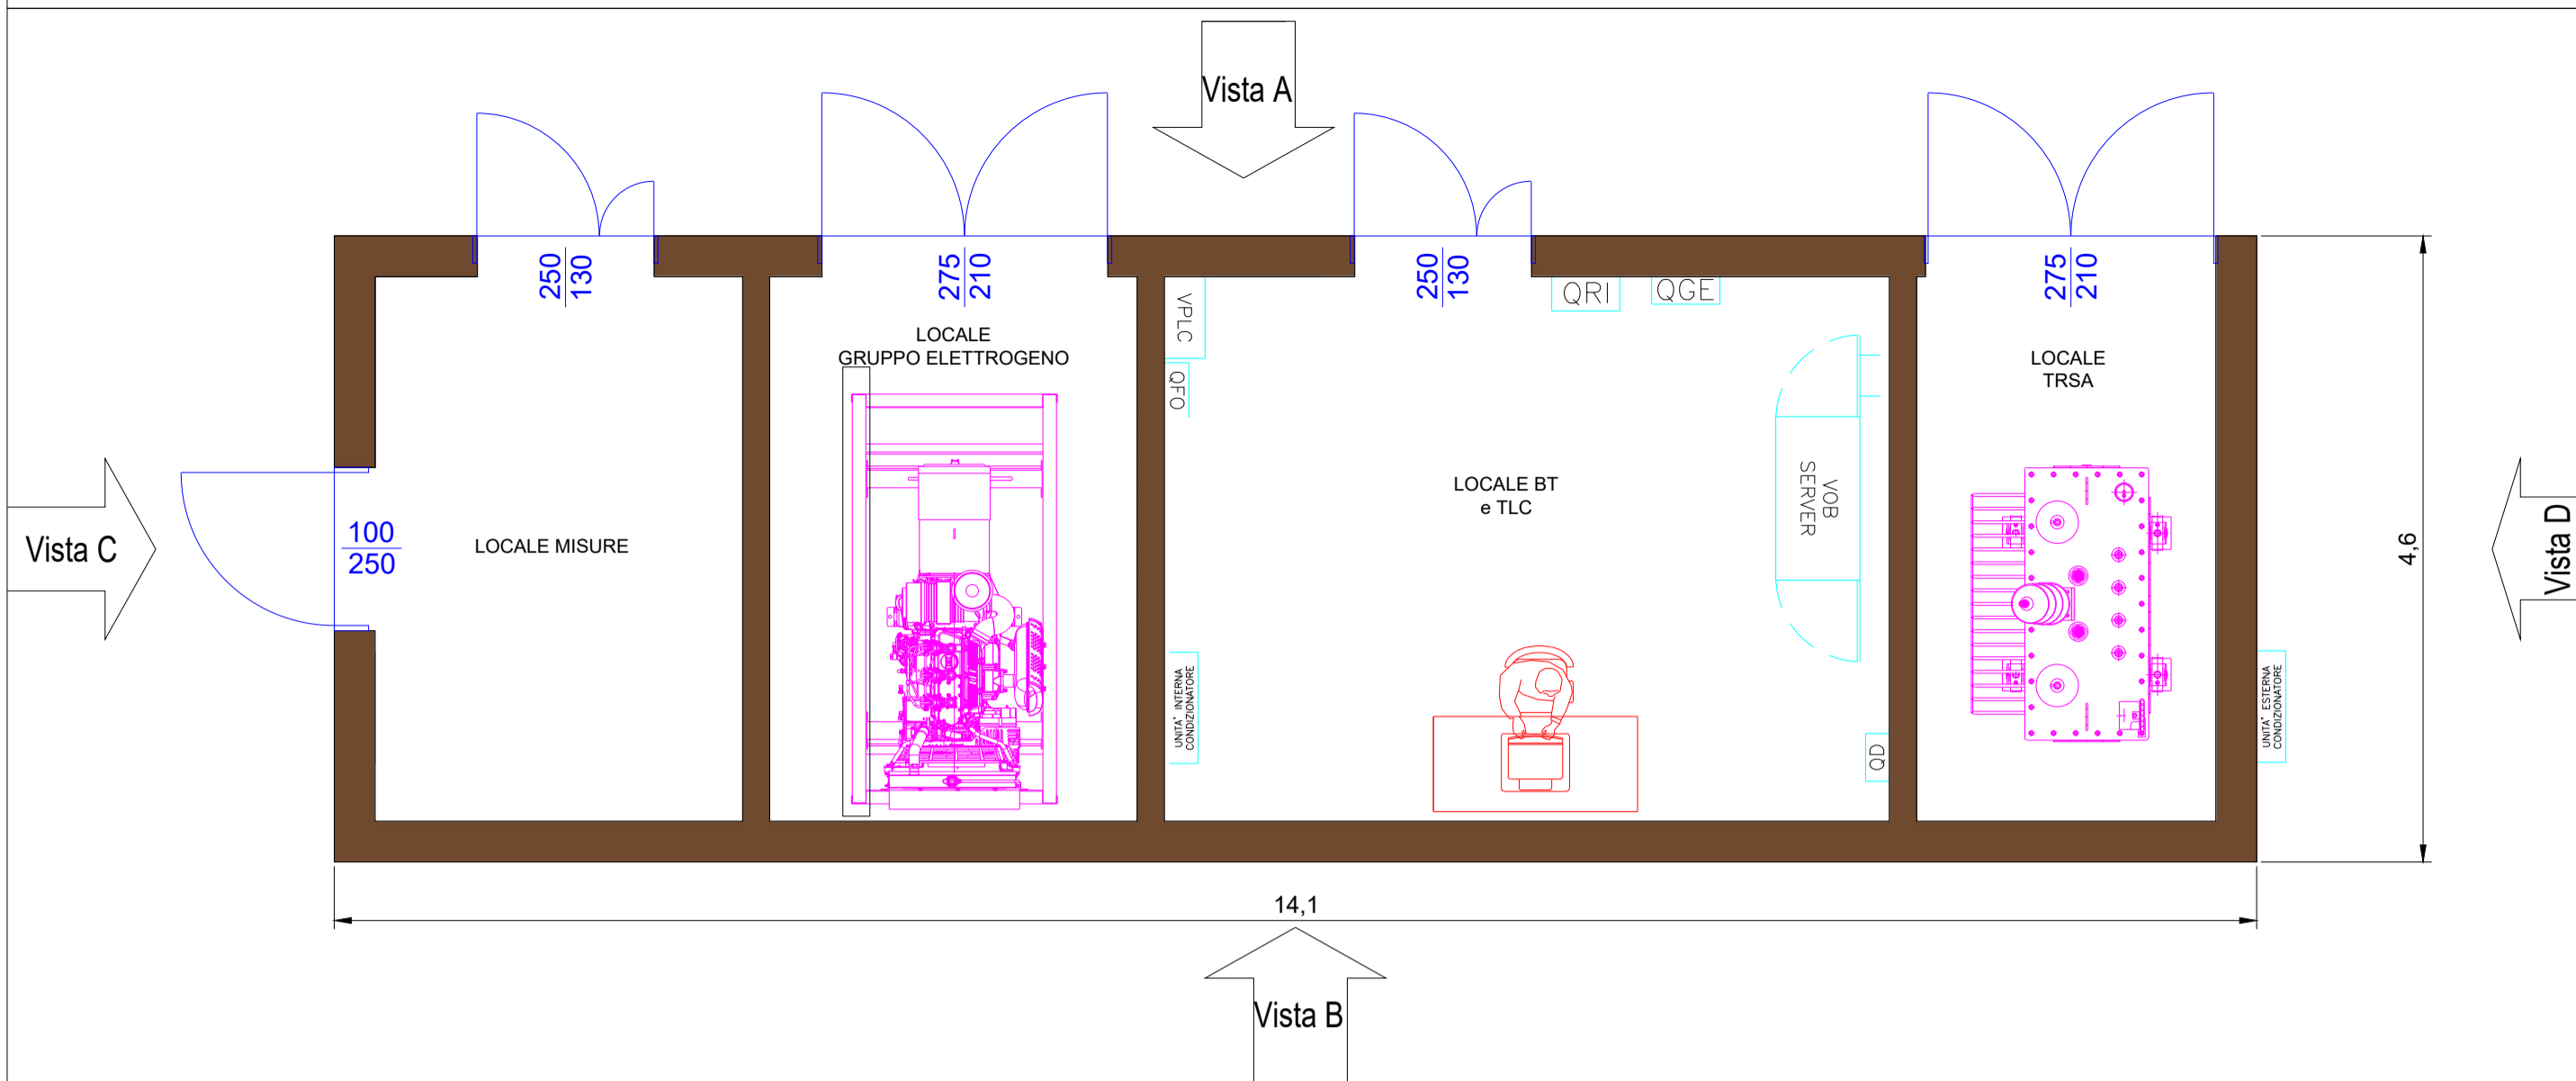 Vista A
250
130
275
210
250
130
275
210
QRI
QGE
VPLC
QFO
LOCALE
GRUPPO ELETTROGENO
LOCALE
TRSA
LOCALE BT
e TLC
VOB
SERVER
Vista C
100
250
LOCALE MISURE
4,6
Vista D
UNITA' INTERNA
CONDIZIONATORE
QD
UNITA' ESTERNA
CONDIZIONATORE
14,1
Vista B